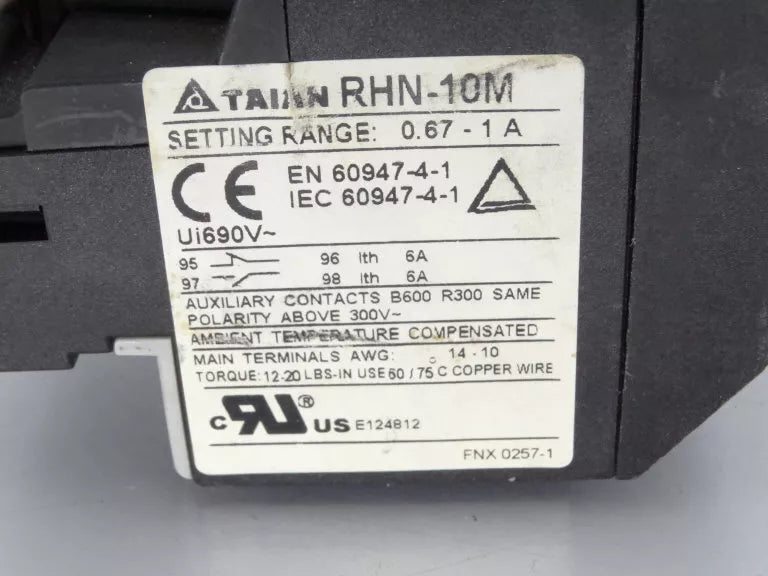 TAIAN RHN-10M
SETTING RANGE: 0.67 - 1 A
CE EN 60947-4-1
IEC 60947-4-1
Ui690V~
95 96 Ith 6A
97 98 Ith 6A
AUXILIARY CONTACTS B600 R300 SAME
POLARITY ABOVE 300V~
AMBIENT TEMPERATURE COMPENSATED
MAIN TERMINALS AWG: 14 - 10
TORQUE: 12-20 LBS-IN USE 60 / 75 C COPPER WIRE
c RU ® US E124812
FNX 0257-1